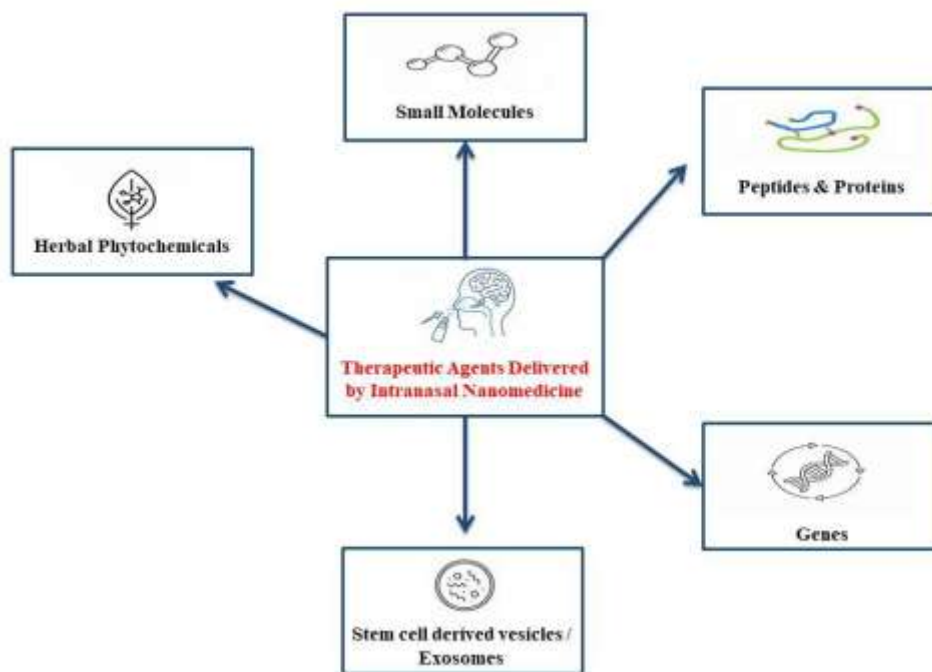 Small Molecules
Peptides & Proteins
Herbal Phytochemicals
Therapeutic Agents Delivered
by Intranasal Nanomedicine
Genes
Stem cell derived vesicles /
Exosomes